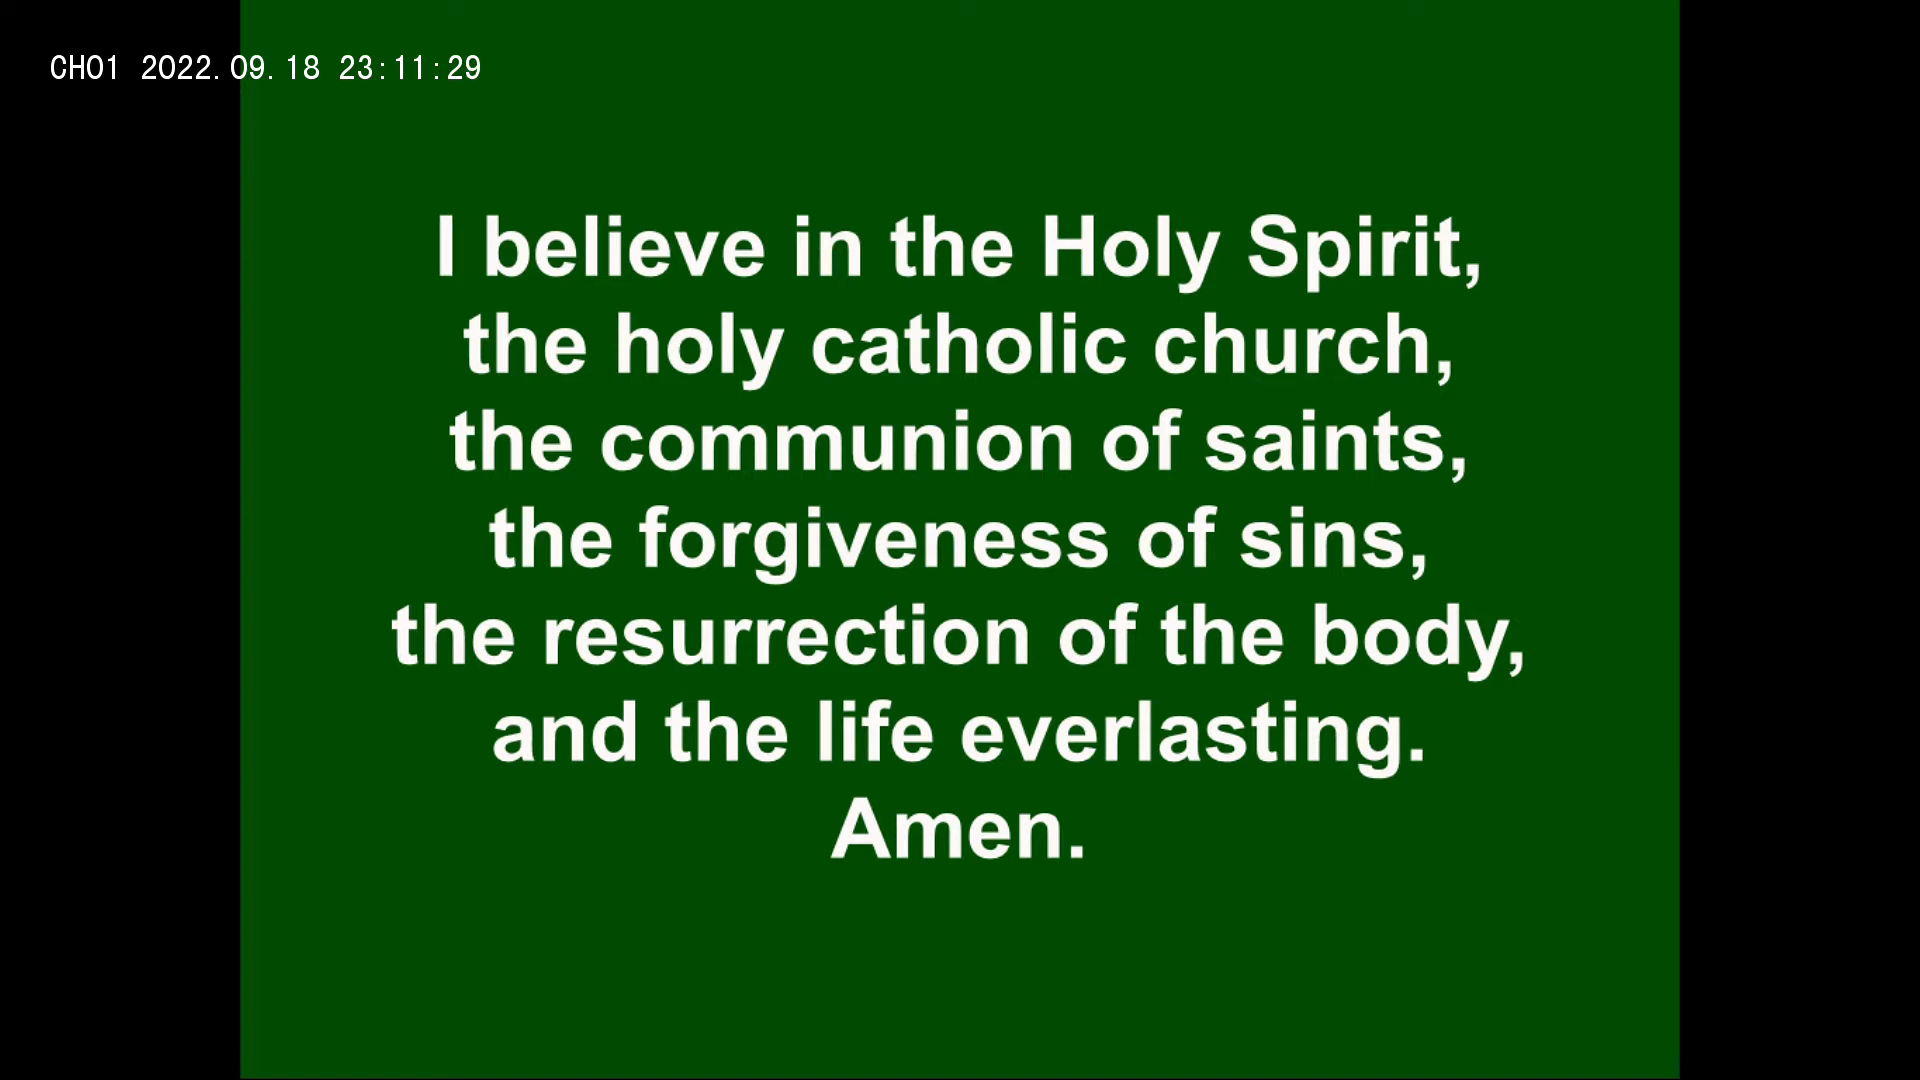 CH01 2022.09.18 23:11:29
I believe in the Holy Spirit,
the holy catholic church,
the communion of saints,
the forgiveness of sins,
the resurrection of the body,
and the life everlasting.
Amen.